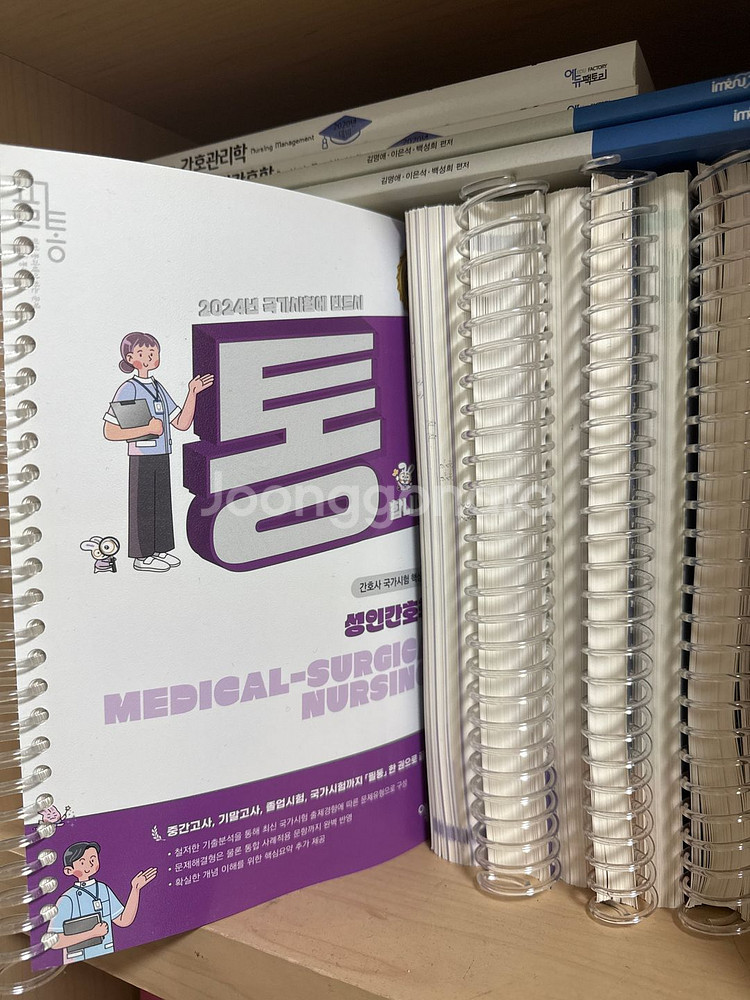 에듀팩토리
EDU FACTORY
간호관리학 Nursing Management
김명애·이은석·백성희 편저
김명애·이은석·백성희 편저
2024년 국가시험에 반드시
통
Joonggonara
간호사 국가시험
성인간호
MEDICAL-SURGIC
NURSING
중간고사, 기말고사, 졸업시험, 국가시험까지 「필통」 한 권으로
• 철저한 기출분석을 통해 최신 국가시험 출제경향에 따른 문제유형으로 구성
• 문제해결형은 물론 통합 사례적용 문항까지 완벽 반영
• 확실한 개념 이해를 위한 핵심요약 추가 제공